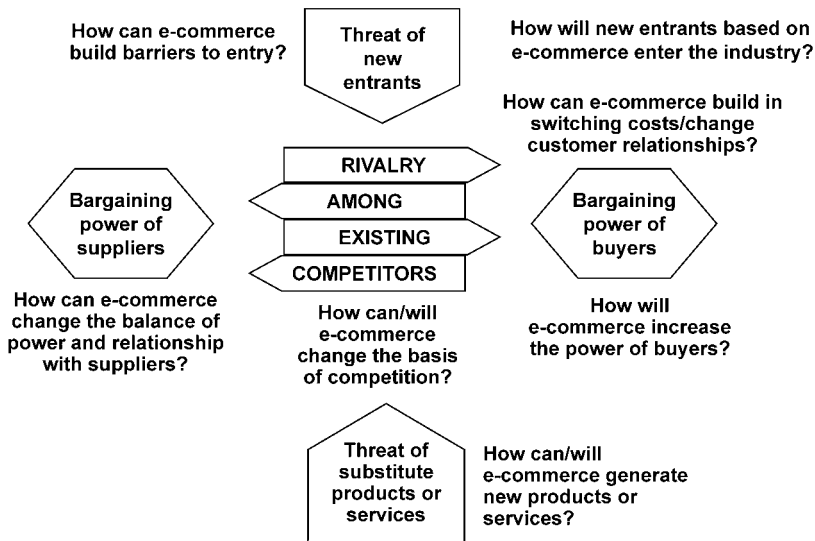 How can e-commerce
build barriers to entry?
Threat of
new
entrants
How will new entrants based on
e-commerce enter the industry?
How can e-commerce build in
switching costs/change
customer relationships?
RIVALRY
AMONG
EXISTING
COMPETITORS
Bargaining
power of
suppliers
Bargaining
power of
buyers
How can e-commerce
change the balance of
power and relationship
with suppliers?
How can/will
e-commerce
change the basis
of competition?
How will
e-commerce increase
the power of buyers?
Threat of
substitute
products or
services
How can/will
e-commerce generate
new products or
services?